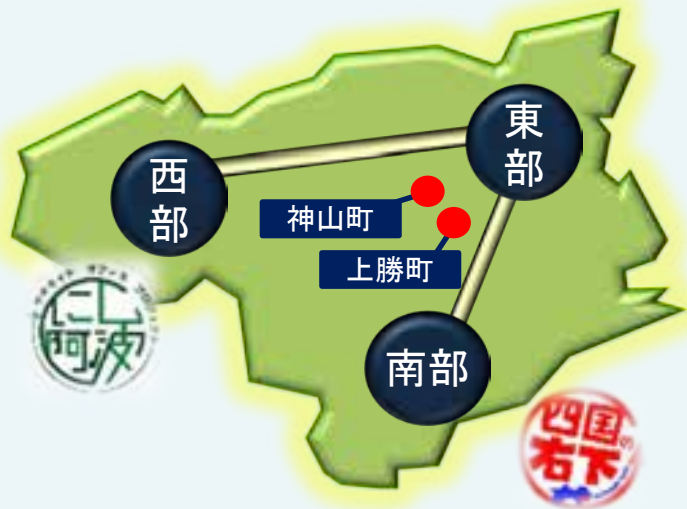 東部
西部
神山町
上勝町
南部
にし
阿波
四国の
右下